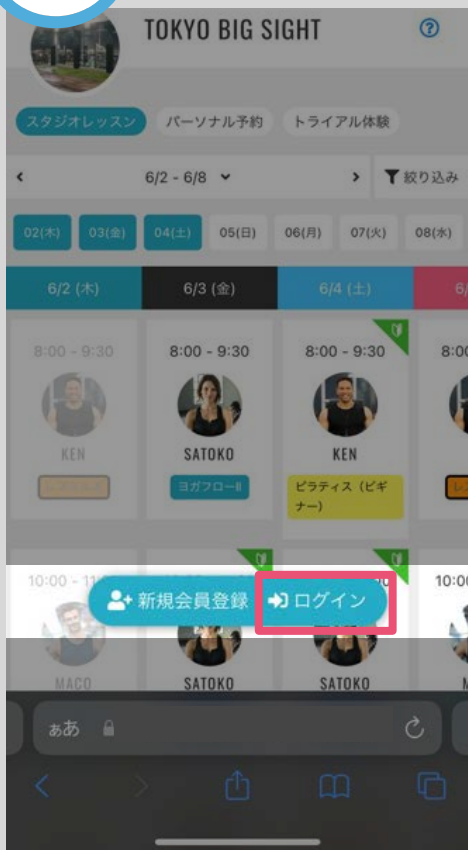 TOKYO BIG SIGHT
スタジオレッスン パーソナル予約 トライアル体験
6/2 - 6/8 絞り込み
02(木) 03(金) 04(土) 05(日) 06(月) 07(火) 08(水)
6/2 (木) 6/3 (金) 6/4 (土)
8:00 - 9:30 8:00 - 9:30 8:00 - 9:30
KEN SATOKO KEN
ヨガフローⅡ ピラティス（ビギ
ナー）
10:00
新規会員登録 ログイン
MACO SATOKO SATOKO
ぁあ